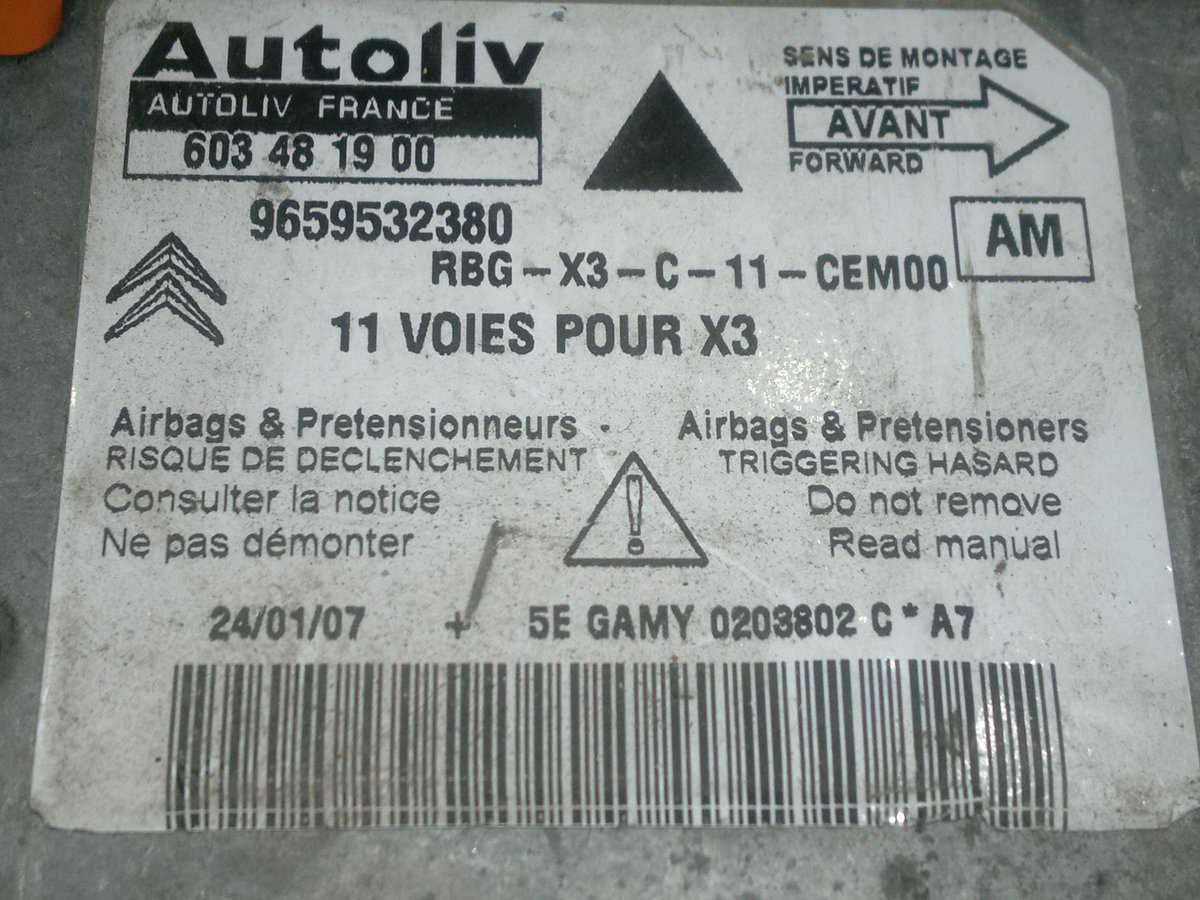 Autoliv
AUTOLIV FRANCE
603 48 19 00
SENS DE MONTAGE
IMPERATIF
AVANT
FORWARD
9659532380
AM
RBG-X3-C-11-CEM00
11 VOIES POUR X3
Airbags & Pretensionneurs
RISQUE DE DECLENCHEMENT
Consulter la notice
Ne pas démonter
Airbags & Pretensioners
TRIGGERING HASARD
Do not remove
Read manual
24/01/07 + 5E GAMY 0203802 C * A7